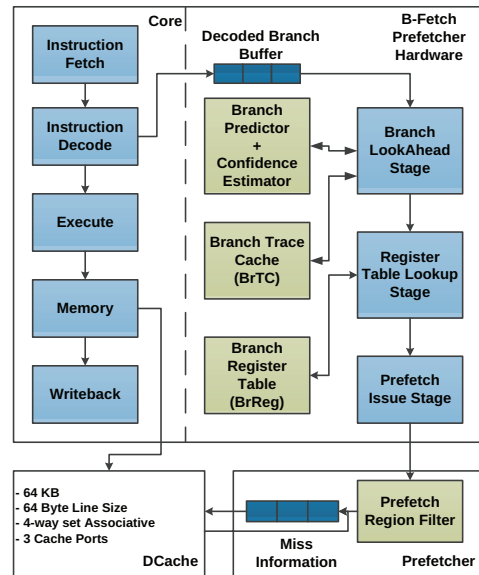 Core
B-Fetch
Prefetcher
Hardware
Instruction
Fetch
Decoded Branch
Buffer
Instruction
Decode
Branch
Predictor
+
Confidence
Estimator
Branch
LookAhead
Stage
Execute
Branch Trace
Cache
(BrTC)
Register
Table Lookup
Stage
Memory
Branch
Register
Table
(BrReg)
Prefetch
Issue Stage
Writeback
- 64 KB
- 64 Byte Line Size
- 4-way set Associative
- 3 Cache Ports
DCache
Miss
Information
Prefetch
Region Filter
Prefetcher